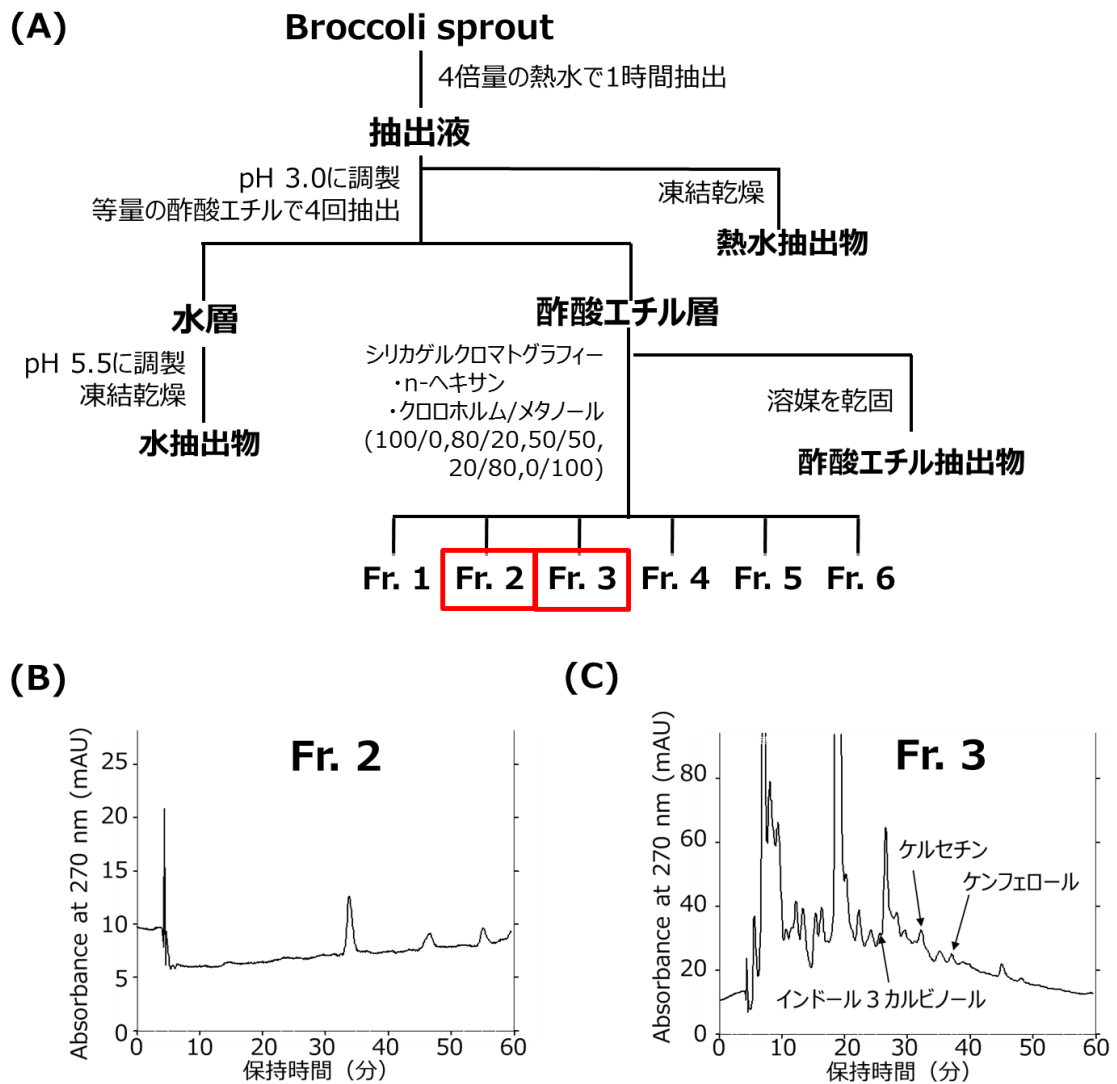 (A)
Broccoli sprout
4倍量の熱水で1時間抽出
抽出液
pH 3.0に調製
等量の酢酸エチルで4回抽出
凍結乾燥
熱水抽出物
水層
酢酸エチル層
pH 5.5に調製
凍結乾燥
水抽出物
シリカゲルクロマトグラフィー
・n-ヘキサン
・クロロホルム/メタノール
(100/0,80/20,50/50,
20/80,0/100)
溶媒を乾固
酢酸エチル抽出物
Fr. 1 Fr. 2 Fr. 3 Fr. 4 Fr. 5 Fr. 6
(B)
Fr. 2
Absorbance at 270 nm (mAU)
25
20
15
10
5
0
0 10 20 30 40 50 60
保持時間（分）
(C)
Fr. 3
Absorbance at 270 nm (mAU)
80
60
40
20
0
ケルセチン
ケンフェロール
インドール３カルビノール
0 10 20 30 40 50 60
保持時間（分）